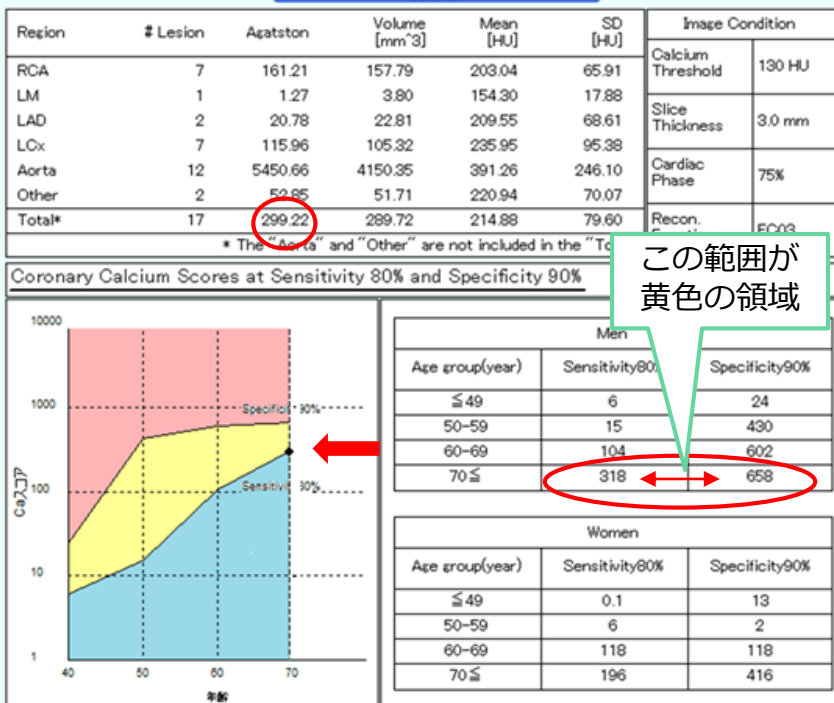 Region # Lesion Agatston Volume [mm^3] Mean [HU] SD [HU]
RCA 7 161.21 157.79 203.04 65.91
LM 1 1.27 3.80 154.30 17.88
LAD 2 20.78 22.81 209.55 68.61
LCx 7 115.96 105.32 235.95 95.38
Aorta 12 5450.66 4150.35 391.26 246.10
Other 2 52.85 51.71 220.94 70.07
Total* 17 299.22 289.72 214.88 79.60
* The "Aorta" and "Other" are not included in the
Image Condition
Calcium Threshold 130 HU
Slice Thickness 3.0 mm
Cardiac Phase 75%
Recon.
FC03
この範囲が
黄色の領域
Coronary Calcium Scores at Sensitivity 80% and Specificity 90%
10000
1000
100
10
1
Caスコア
40 50 60 70
年齢
Men
Age group(year) Specificity90%
≦49 6 24
50-59 15 430
60-69 104 602
70≦ 318 658
Women
Age group(year) Sensitivity80% Specificity90%
≦49 0.1 13
50-59 6 2
60-69 118 118
70≦ 196 416